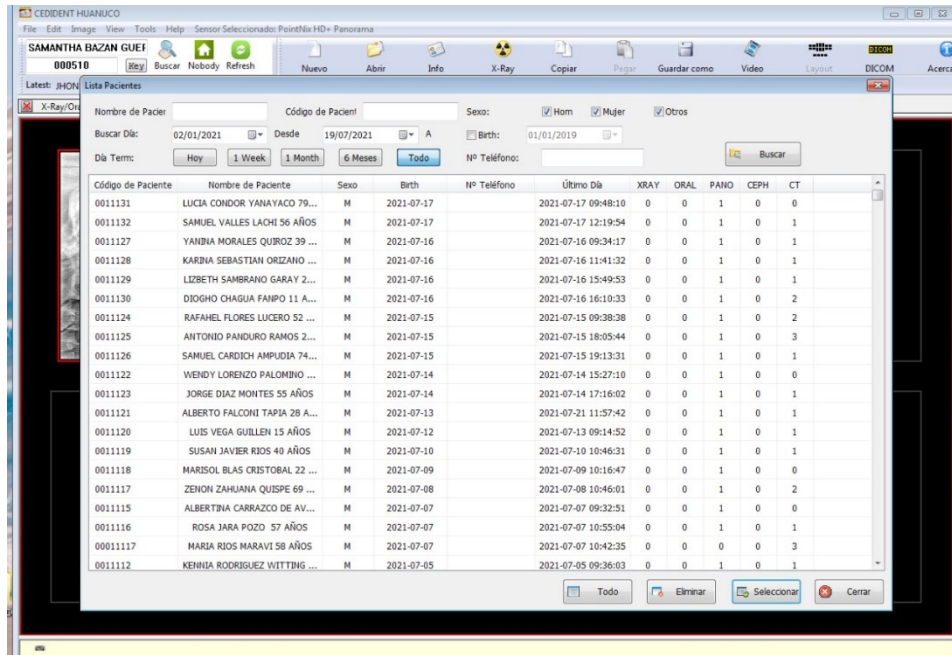 CEDIDENT HUANUCO
File Edit Image View Tools Help Sensor Seleccionado: PointNix HD+ Panorama
SAMANTHA BAZAN GUEF
000510 Key Buscar Nobody Refresh Nuevo Abrir Info X-Ray Copiar Pegar Guardar como Video Layout DICOM Acerca
Latest: JHON
Lista Pacientes
X-Ray/Ora
Nombre de Pacier Código de Pacient Sexo: Hom Mujer Otros
Buscar Día: 02/01/2021 Desde 19/07/2021 A Birth: 01/01/2019
Día Term: Hoy 1 Week 1 Month 6 Meses Todo Nº Teléfono: Buscar
Código de Paciente Nombre de Paciente Sexo Birth Nº Teléfono Último Día XRAY ORAL PANO CEPH CT
0011131 LUCIA CONDOR YANAYACO 79... M 2021-07-17 2021-07-17 09:48:10 0 0 1 0 0
0011132 SAMUEL VALLES LACHI 56 AÑOS M 2021-07-17 2021-07-17 12:19:54 0 0 1 0 1
0011127 YANINA MORALES QUIROZ 39 ... M 2021-07-16 2021-07-16 09:34:17 0 0 1 0 1
0011128 KARINA SEBASTIAN ORIZANO ... M 2021-07-16 2021-07-16 11:41:32 0 0 1 0 1
0011129 LIZBETH SAMBRANO GARAY 2... M 2021-07-16 2021-07-16 15:49:53 0 0 1 0 1
0011130 DIOGHO CHAGUA FANPO 11 A... M 2021-07-16 2021-07-16 16:10:33 0 0 1 0 2
0011124 RAFAHEL FLORES LUCERO 52 ... M 2021-07-15 2021-07-15 09:38:38 0 0 1 0 2
0011125 ANTONIO PANDURO RAMOS 2... M 2021-07-15 2021-07-15 18:05:44 0 0 1 0 3
0011126 SAMUEL CARDICH AMPUDIA 74... M 2021-07-15 2021-07-15 19:13:31 0 0 1 0 1
0011122 WENDY LORENZO PALOMINO ... M 2021-07-14 2021-07-14 15:27:10 0 0 1 0 0
0011123 JORGE DIAZ MONTES 55 AÑOS M 2021-07-14 2021-07-14 17:16:02 0 0 1 0 1
0011121 ALBERTO FALCONI TAPIA 28 A... M 2021-07-13 2021-07-21 11:57:42 0 0 1 0 1
0011120 LUIS VEGA GUILLEN 15 AÑOS M 2021-07-12 2021-07-13 09:14:52 0 0 1 0 1
0011119 SUSAN JAVIER RIOS 40 AÑOS M 2021-07-10 2021-07-10 10:46:31 0 0 1 0 1
0011118 MARISOL BLAS CRISTOBAL 22 ... M 2021-07-09 2021-07-09 10:16:47 0 0 1 0 0
0011117 ZENON ZAHUANA QUISPE 69 ... M 2021-07-08 2021-07-08 10:46:01 0 0 1 0 2
0011115 ALBERTINA CARRAZCO DE AV... M 2021-07-07 2021-07-07 09:32:51 0 0 1 0 0
0011116 ROSA JARA POZO 57 AÑOS M 2021-07-07 2021-07-07 10:55:04 0 0 1 0 1
00011117 MARIA RIOS MARAVI 58 AÑOS M 2021-07-07 2021-07-07 10:42:35 0 0 0 0 3
0011112 KENNIA RODRIGUEZ WITTING ... M 2021-07-05 2021-07-05 09:36:03 0 0 1 0 1
Todo Eliminar Seleccionar Cerrar